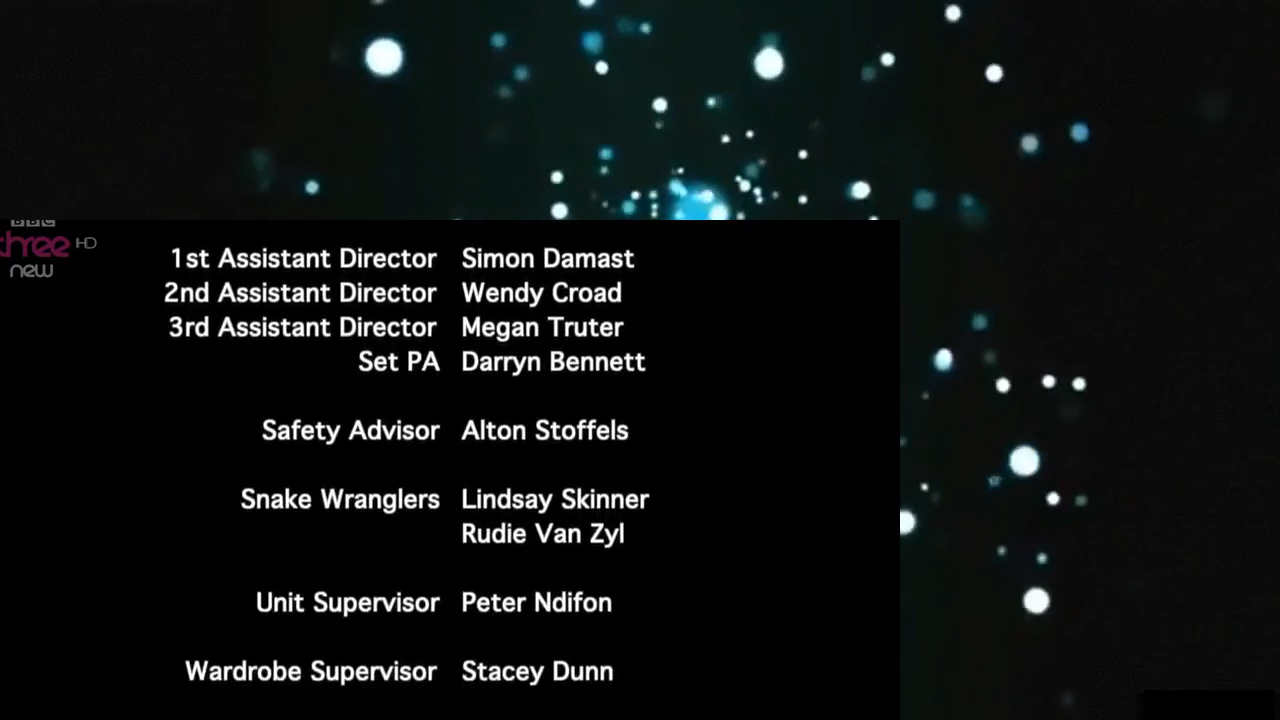 BBC
three HD
new
1st Assistant Director Simon Damast
2nd Assistant Director Wendy Croad
3rd Assistant Director Megan Truter
Set PA Darryn Bennett
Safety Advisor Alton Stoffels
Snake Wranglers Lindsay Skinner
Rudie Van Zyl
Unit Supervisor Peter Ndifon
Wardrobe Supervisor Stacey Dunn